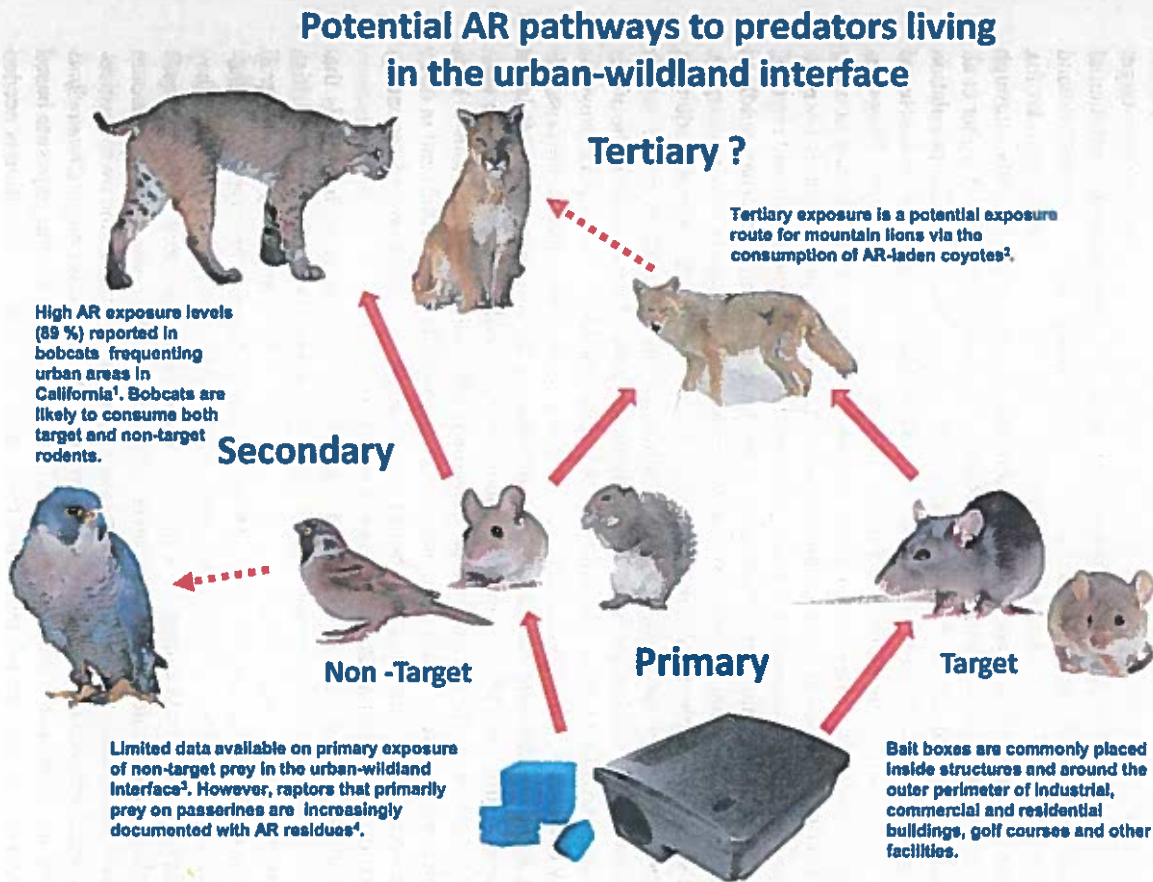 Potential AR pathways to predators living
in the urban-wildland interface
Tertiary ?
Tertiary exposure is a potential exposure
route for mountain lions via the
consumption of AR-laden coyotes².
High AR exposure levels
(89 %) reported in
bobcats frequenting
urban areas in
California¹. Bobcats are
likely to consume both
target and non-target
rodents.
Secondary
Non -Target
Primary
Target
Limited data available on primary exposure
of non-target prey in the urban-wildland
interface³. However, raptors that primarily
prey on passerines are increasingly
documented with AR residues⁴.
Bait boxes are commonly placed
inside structures and around the
outer perimeter of industrial,
commercial and residential
buildings, golf courses and other
facilities.